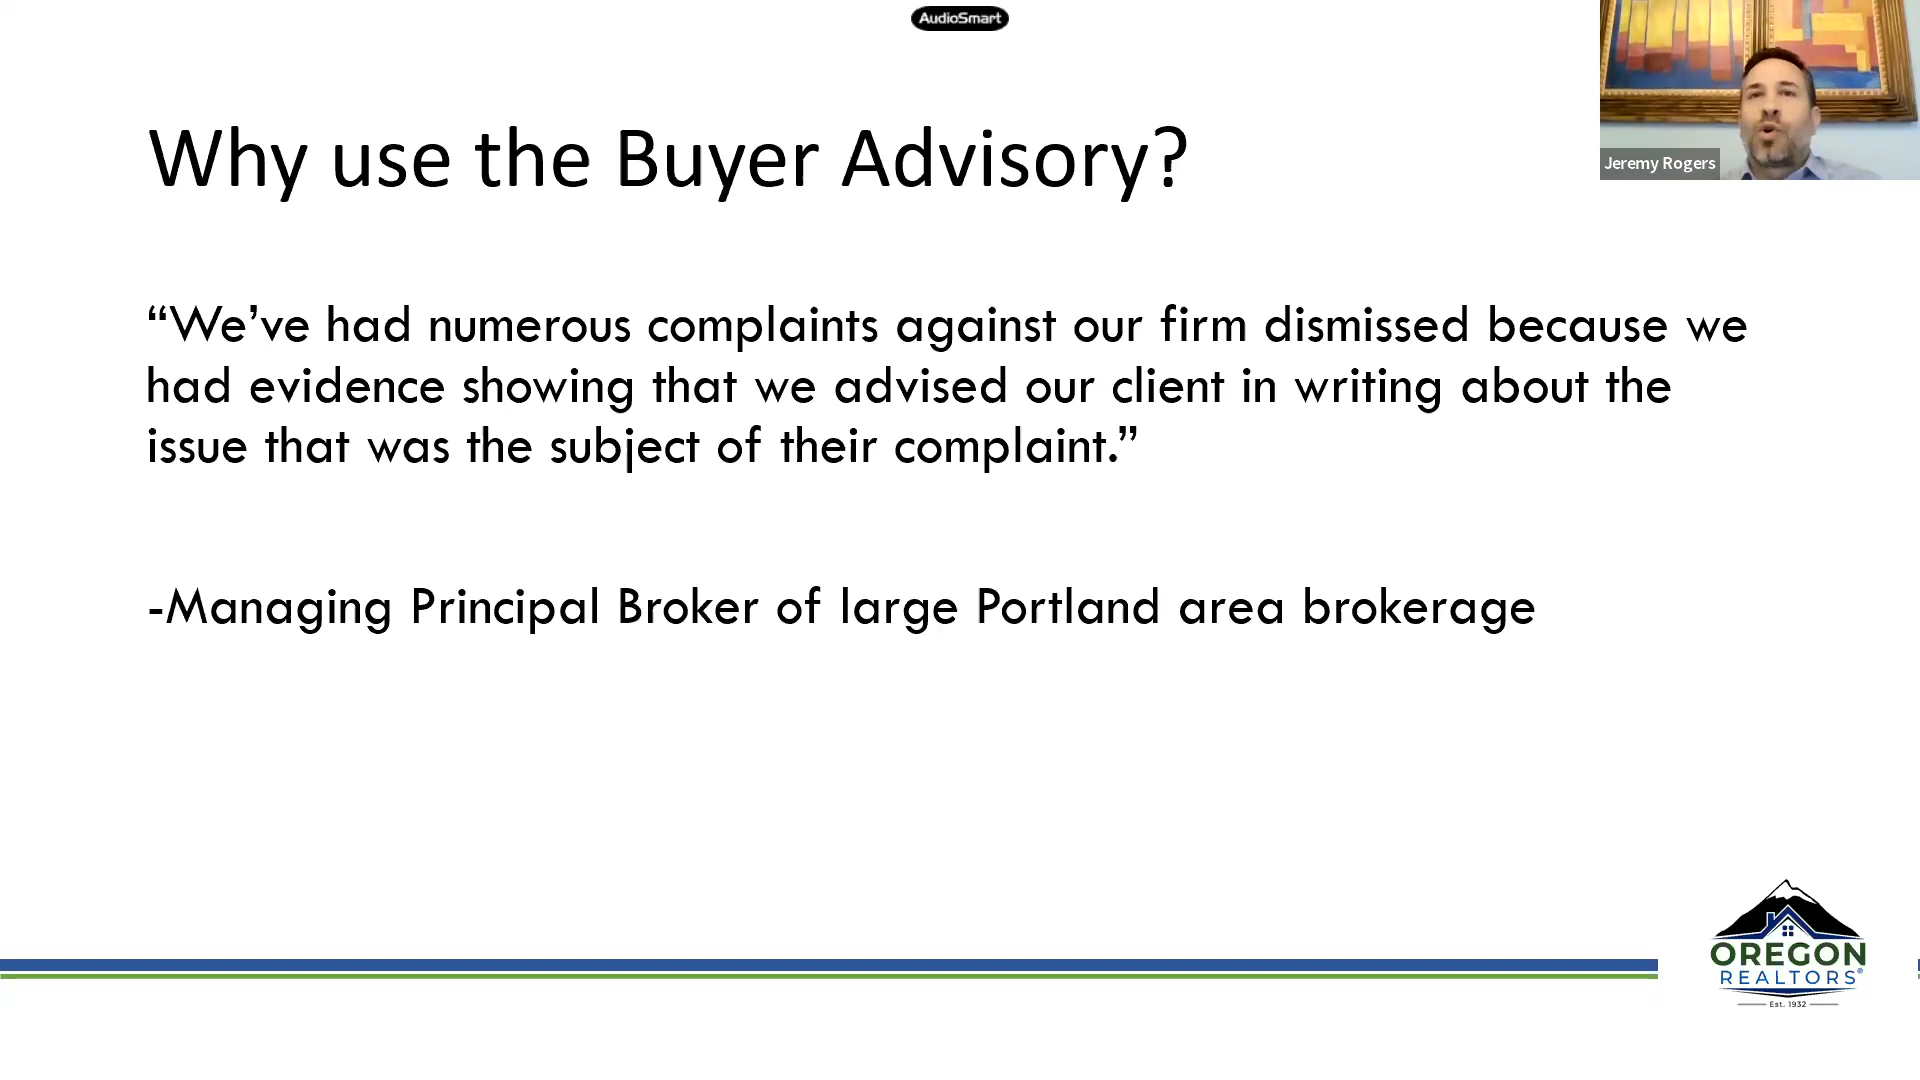 AudioSmart
Jeremy Rogers
Why use the Buyer Advisory?
“We’ve had numerous complaints against our firm dismissed because we
had evidence showing that we advised our client in writing about the
issue that was the subject of their complaint.”
-Managing Principal Broker of large Portland area brokerage
OREGON
REALTORS®
Est. 1932